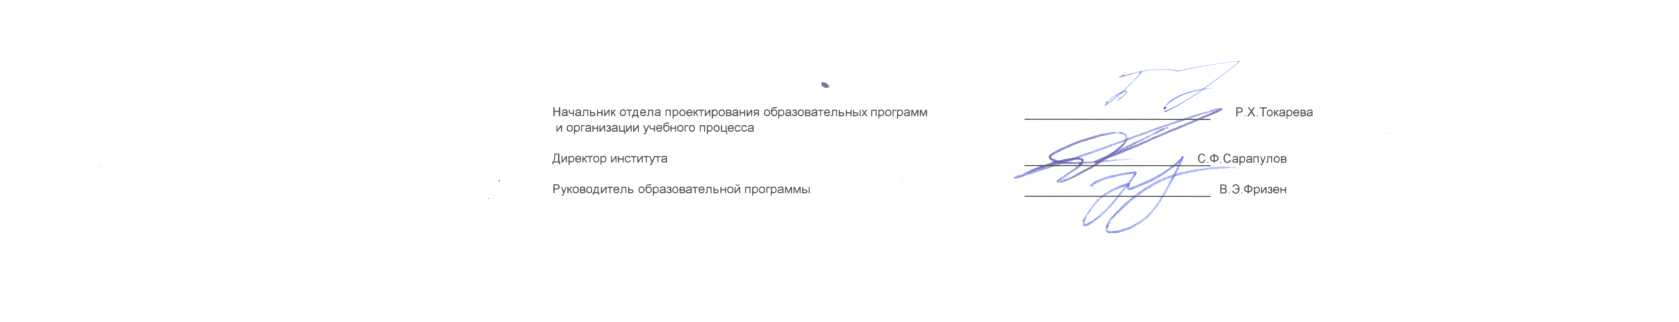 Начальник отдела проектирования образовательных программ Р.Х.Токарева
и организации учебного процесса
Директор института С.Ф.Сарапулов
Руководитель образовательной программы В.Э.Фризен